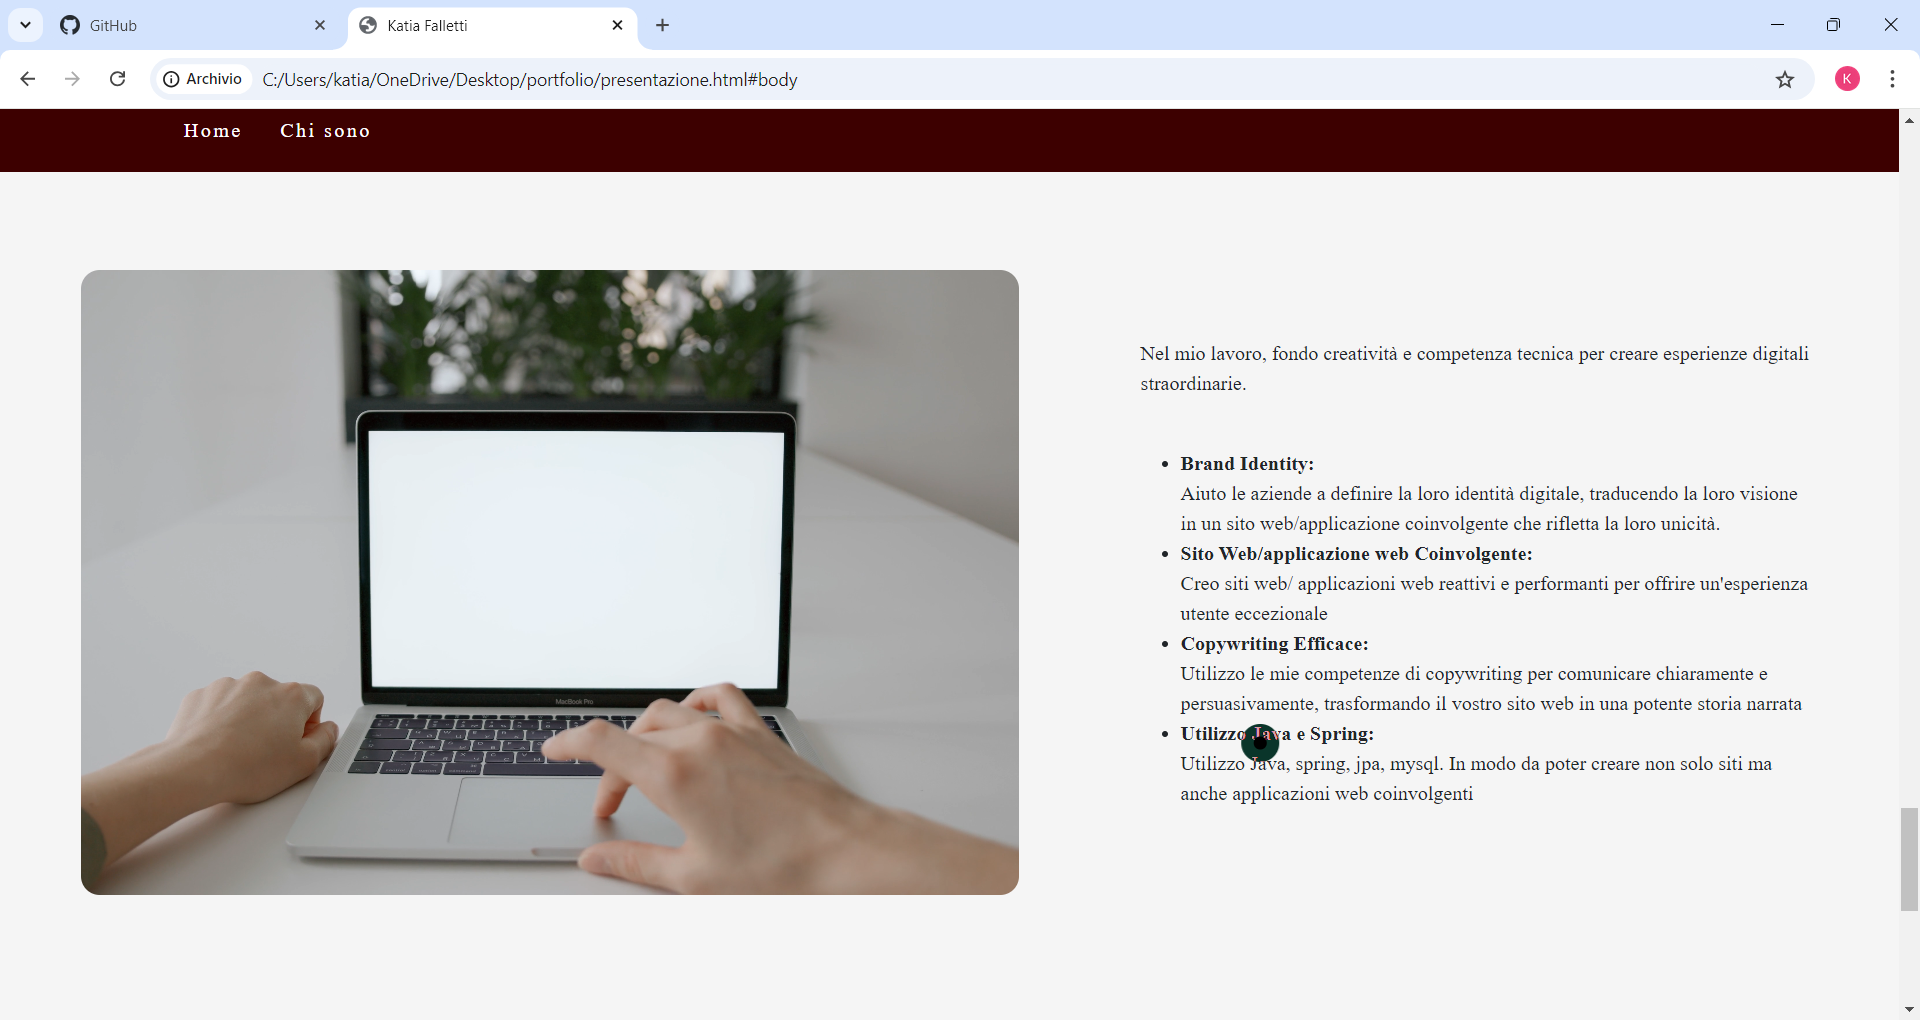 GitHub
Katia Falletti
Archivio
C:/Users/katia/OneDrive/Desktop/portfolio/presentazione.html#body
K
Home Chi sono
Nel mio lavoro, fondo creatività e competenza tecnica per creare esperienze digitali
straordinarie.
Brand Identity:
Aiuto le aziende a definire la loro identità digitale, traducendo la loro visione
in un sito web/applicazione coinvolgente che rifletta la loro unicità.
Sito Web/applicazione web Coinvolgente:
Creo siti web/ applicazioni web reattivi e performanti per offrire un'esperienza
utente eccezionale
Copywriting Efficace:
Utilizzo le mie competenze di copywriting per comunicare chiaramente e
persuasivamente, trasformando il vostro sito web in una potente storia narrata
Utilizzo Java e Spring:
Utilizzo Java, spring, jpa, mysql. In modo da poter creare non solo siti ma
anche applicazioni web coinvolgenti
MacBook Pro